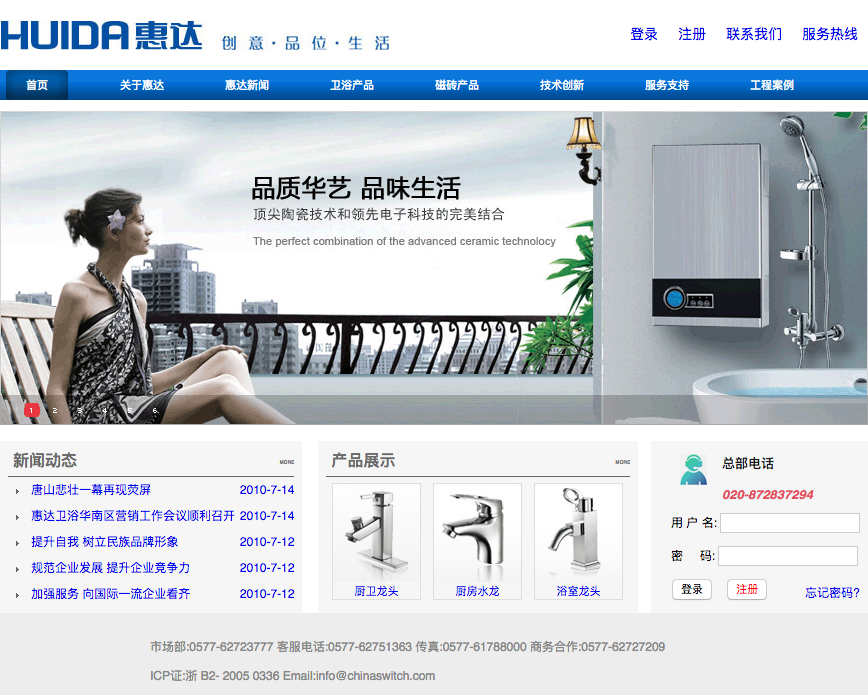 HUIDA惠达 创意·品位·生活
登录 注册 联系我们 服务热线
首页 关于惠达 惠达新闻 卫浴产品 磁砖产品 技术创新 服务支持 工程案例
品质华艺 品味生活
顶尖陶瓷技术和领先电子科技的完美结合
The perfect combination of the advanced ceramic technology
1 2 3 4 5 6
新闻动态 MORE
唐山悲壮一幕再现荧屏 2010-7-14
惠达卫浴华南区营销工作会议顺利召开 2010-7-14
提升自我 树立民族品牌形象 2010-7-12
规范企业发展 提升企业竞争力 2010-7-12
加强服务 向国际一流企业看齐 2010-7-12
产品展示 MORE
厨卫龙头 厨房水龙 浴室龙头
总部电话
020-872837294
用 户 名:
密 码:
登录 注册 忘记密码?
市场部:0577-62723777 客服电话:0577-62751363 传真:0577-61788000 商务合作:0577-62727209
ICP证:浙 B2- 2005 0336 Email:info@chinaswitch.com